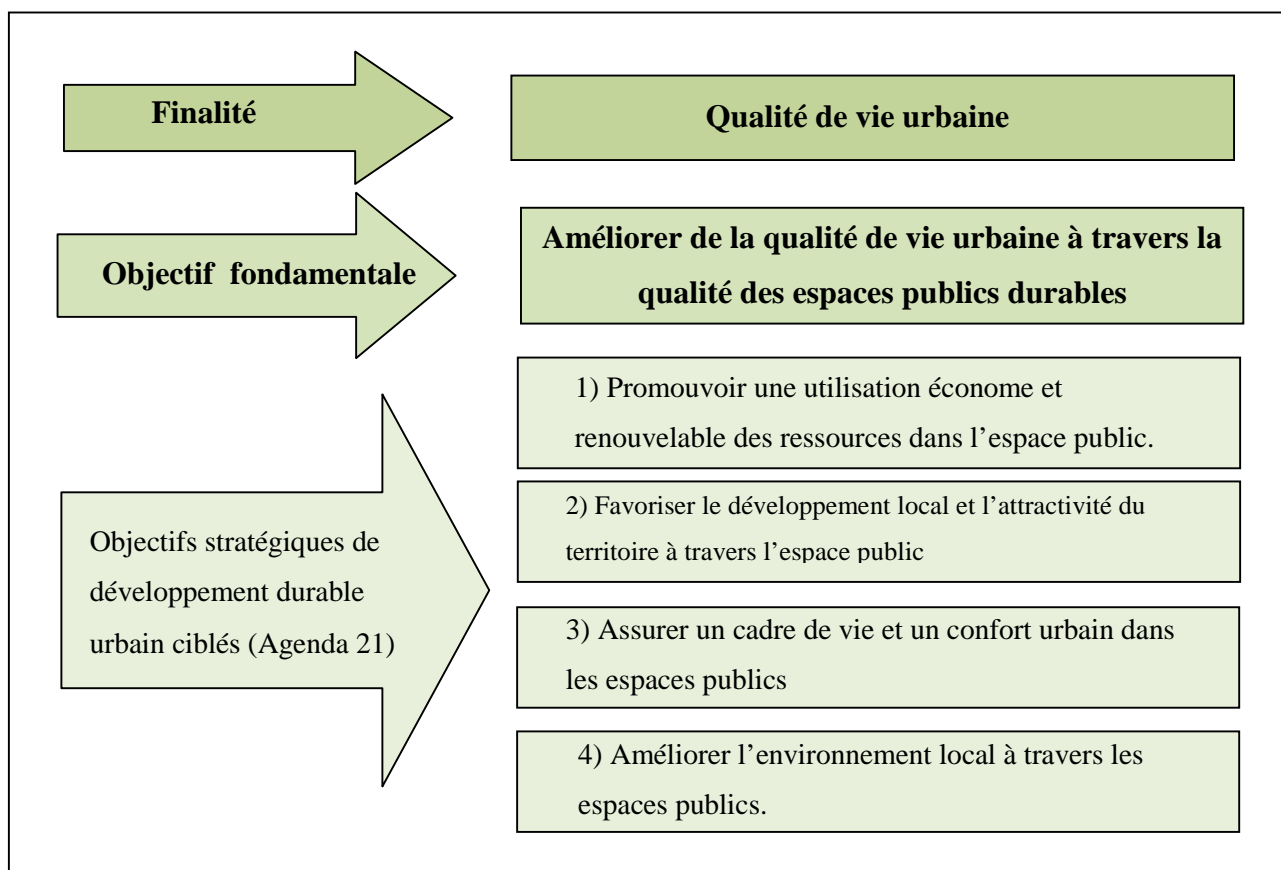 Finalité
Qualité de vie urbaine
Objectif fondamentale
Améliorer de la qualité de vie urbaine à travers la
qualité des espaces publics durables
Objectifs stratégiques de
développement durable
urbain ciblés (Agenda 21)
1) Promouvoir une utilisation économe et
renouvelable des ressources dans l’espace public.
2) Favoriser le développement local et l’attractivité du
territoire à travers l’espace public
3) Assurer un cadre de vie et un confort urbain dans
les espaces publics
4) Améliorer l’environnement local à travers les
espaces publics.